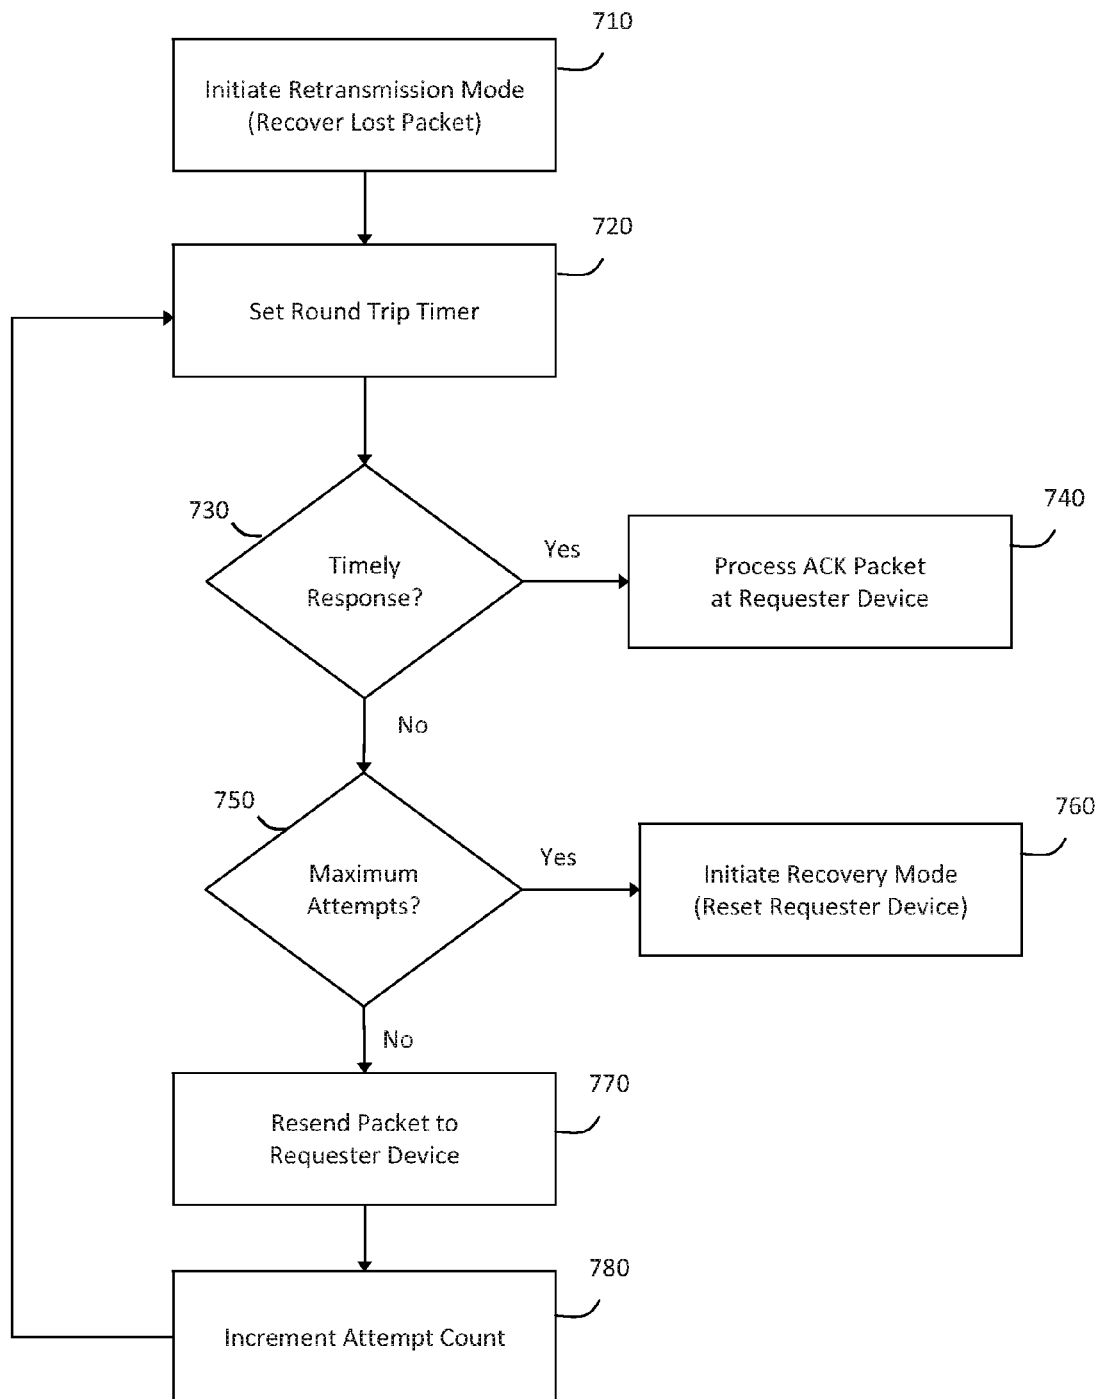 710
Initiate Retransmission Mode
(Recover Lost Packet)
720
Set Round Trip Timer
730
Timely
Response?
Yes
740
Process ACK Packet
at Requester Device
No
750
Maximum
Attempts?
Yes
760
Initiate Recovery Mode
(Reset Requester Device)
No
770
Resend Packet to
Requester Device
780
Increment Attempt Count